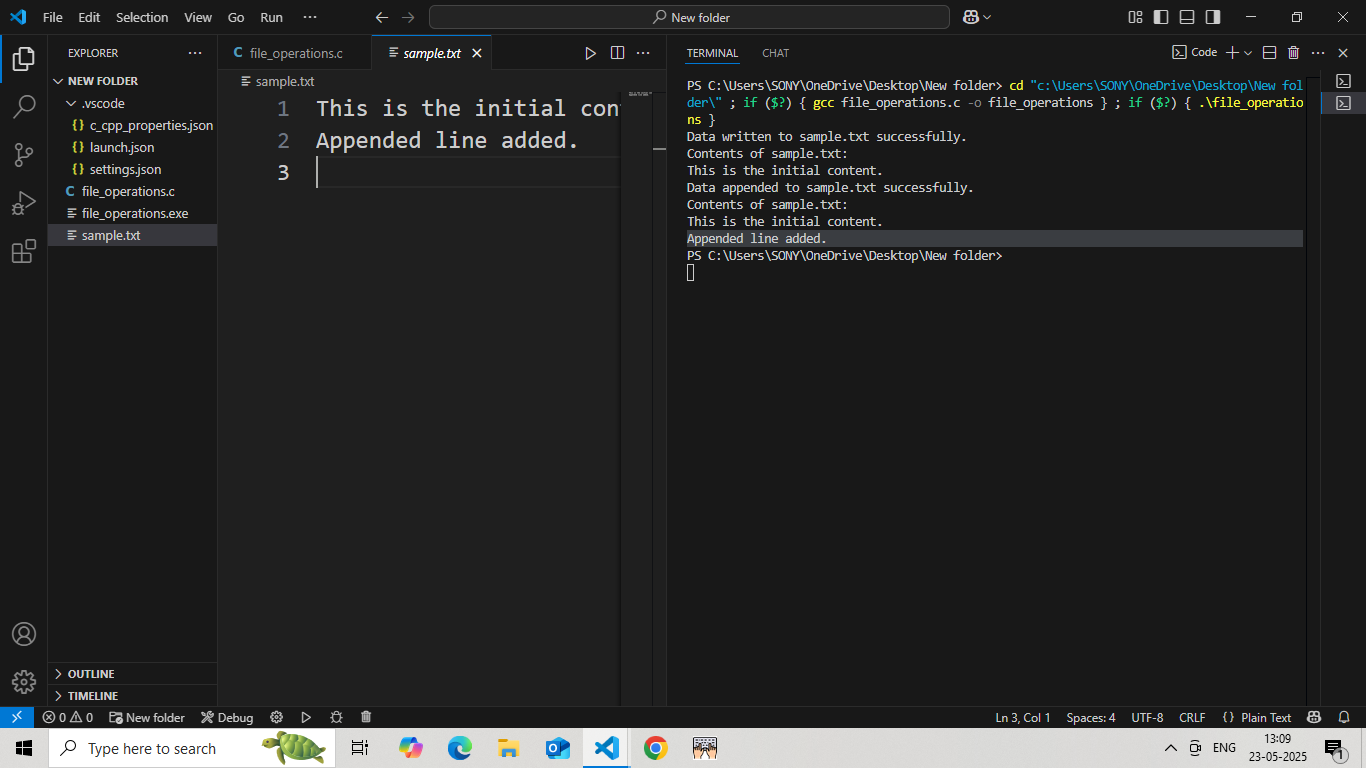 File Edit Selection View Go Run ··· New folder
EXPLORER ···
NEW FOLDER
.vscode
{} c_cpp_properties.json
{} launch.json
{} settings.json
C file_operations.c
file_operations.exe
sample.txt
OUTLINE
TIMELINE
C file_operations.c sample.txt
sample.txt
1 This is the initial con
2 Appended line added.
3
TERMINAL CHAT Code
PS C:\Users\SONY\OneDrive\Desktop\New folder> cd "c:\Users\SONY\OneDrive\Desktop\New fol
der\" ; if ($?) { gcc file_operations.c -o file_operations } ; if ($?) { .\file_operatio
ns }
Data written to sample.txt successfully.
Contents of sample.txt:
This is the initial content.
Data appended to sample.txt successfully.
Contents of sample.txt:
This is the initial content.
Appended line added.
PS C:\Users\SONY\OneDrive\Desktop\New folder>
0 0 New folder Debug Ln 3, Col 1 Spaces: 4 UTF-8 CRLF {} Plain Text
Type here to search ENG 13:09
23-05-2025 1